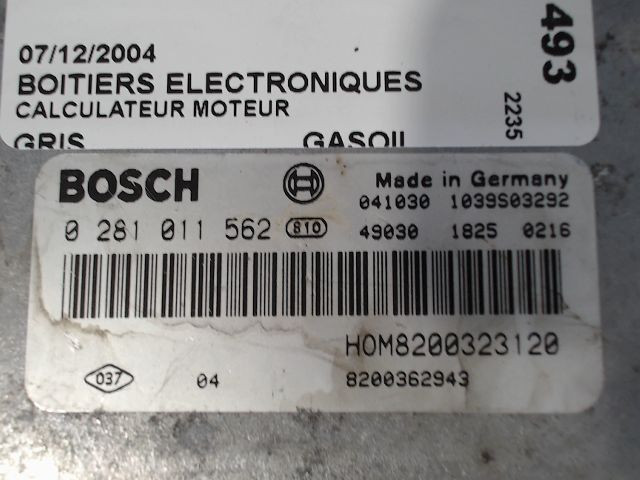 07/12/2004
BOITIERS ELECTRONIQUES
CALCULATEUR MOTEUR
GRIS GASOIL
493
2235
BOSCH
Made in Germany
041030 1039S03292
0 281 011 562 810
49030 1825 0216
HOM8200323120
037 04 8200362943